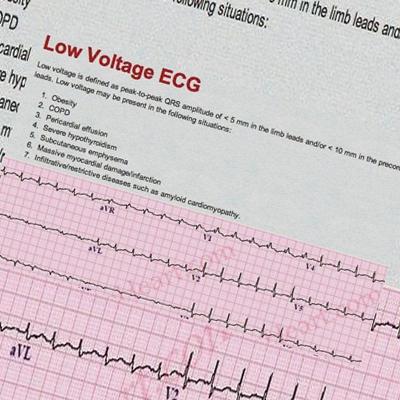 following situations:
mm in the limb leads and
Low Voltage ECG
Low voltage is defined as peak-to-peak QRS amplitude of < 5 mm in the limb leads and/or < 10 mm in the precor
leads. Low voltage may be present in the following situations:
1. Obesity
2. COPD
3. Pericardial effusion
4. Severe hypothyroidism
5. Subcutaneous emphysema
6. Massive myocardial damage/infarction
7. Infiltrative/restrictive diseases such as amyloid cardiomyopathy.
aVR
V1
V4
aVL
V2
V5
aVL
V2